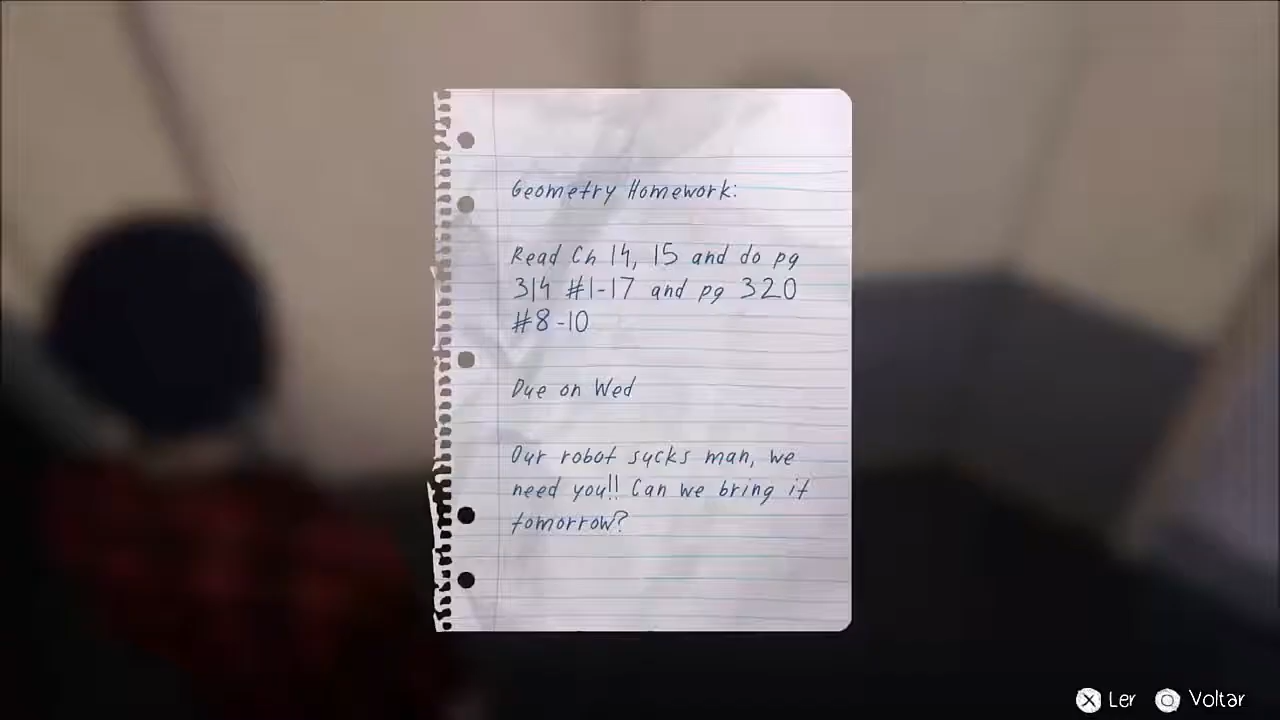 Geometry Homework:
Read Ch 14, 15 and do pg
314 #1-17 and pg 320
#8-10
Due on Wed
Our robot sucks man, we
need you!! Can we bring it
tomorrow?
Ler Voltar